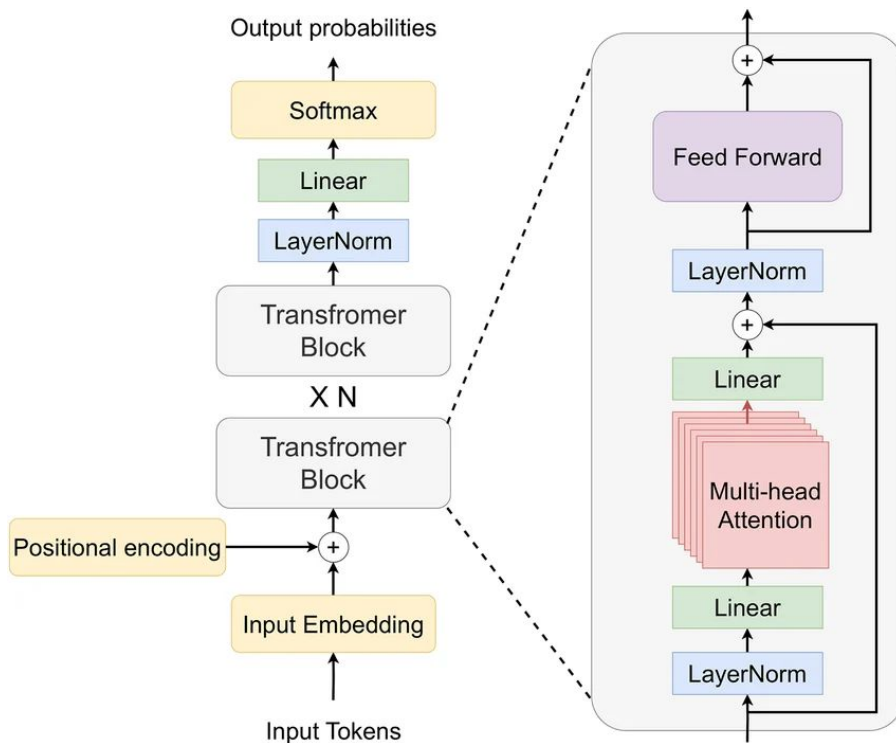 Output probabilities
Softmax
Linear
LayerNorm
Transfromer
Block
X N
Transfromer
Block
Positional encoding
+
Input Embedding
Input Tokens
+
Feed Forward
LayerNorm
+
Linear
Multi-head
Attention
Linear
LayerNorm